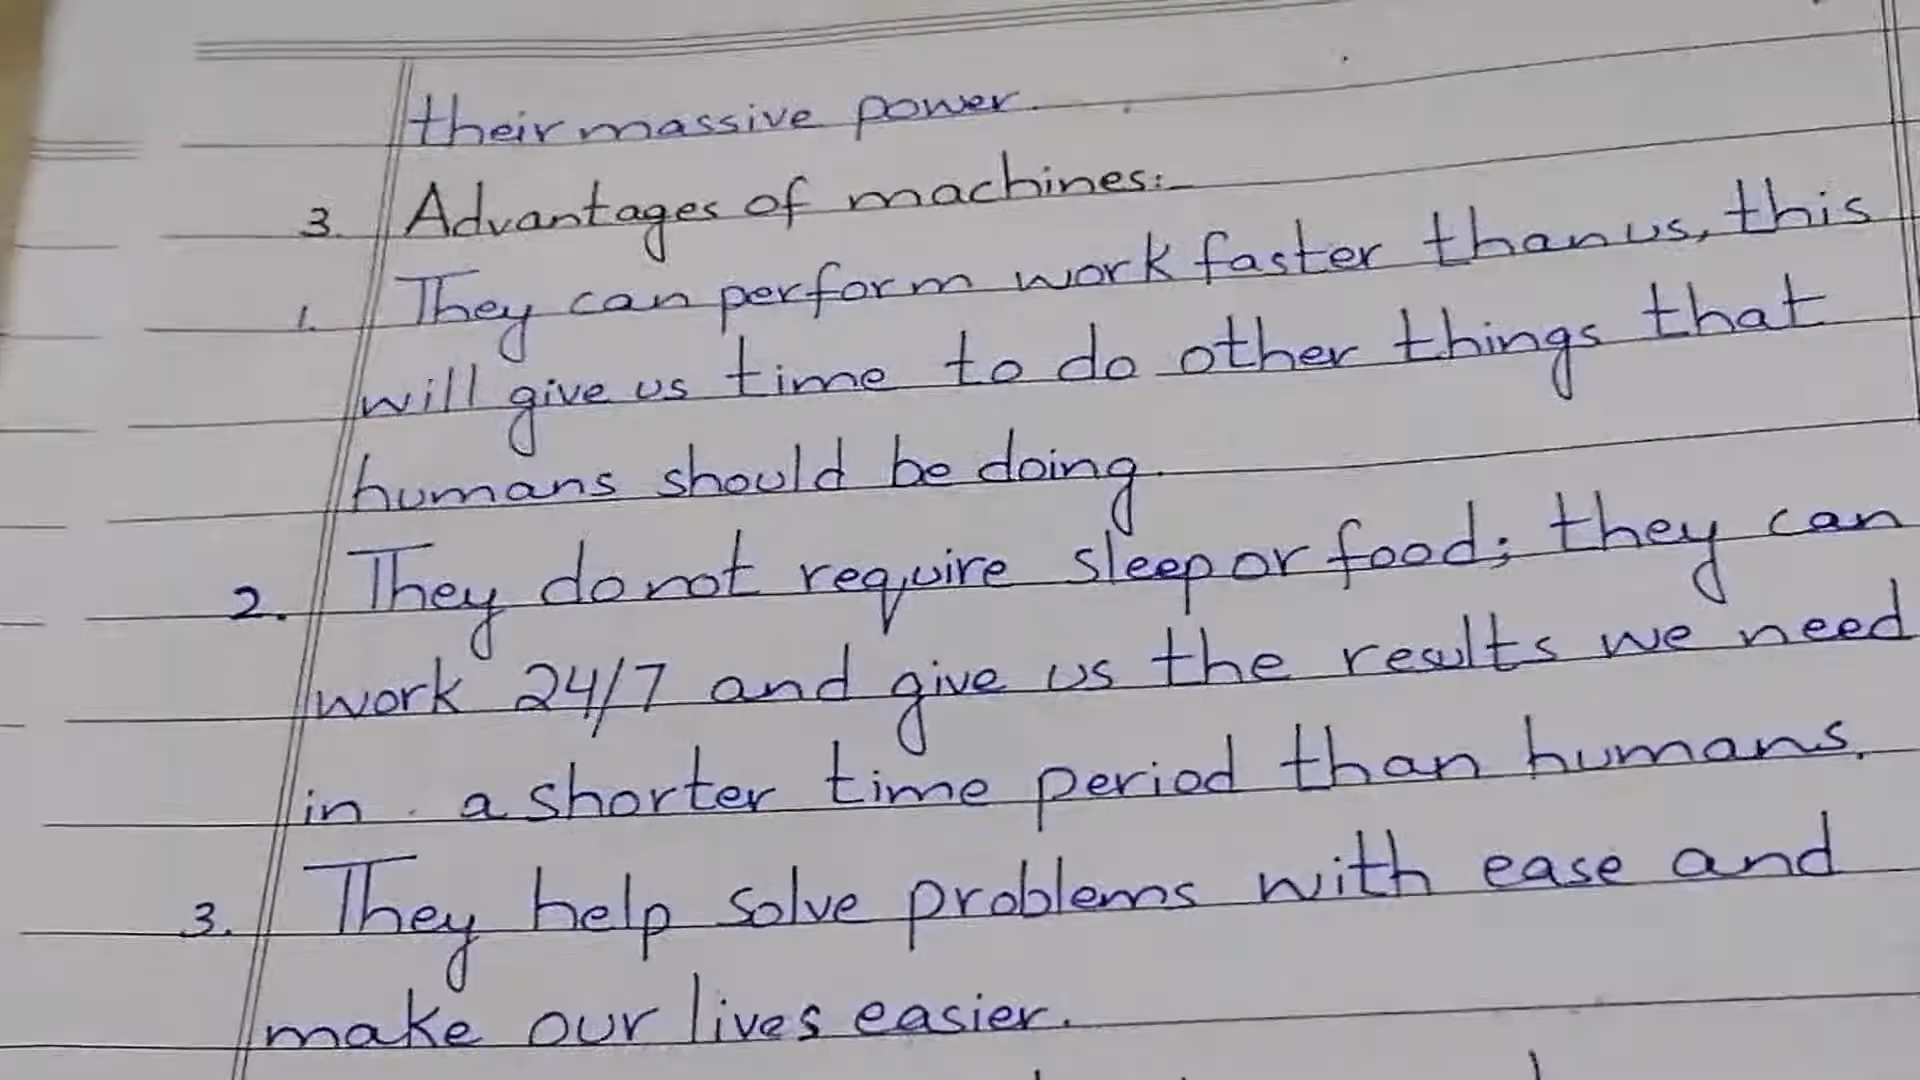 their massive power.
3. Advantages of machines:-
1. They can perform work faster than us, this
will give us time to do other things that
humans should be doing.
2. They do not require sleep or food; they can
work 24/7 and give us the results we need
in a shorter time period than humans.
3. They help solve problems with ease and
make our lives easier.